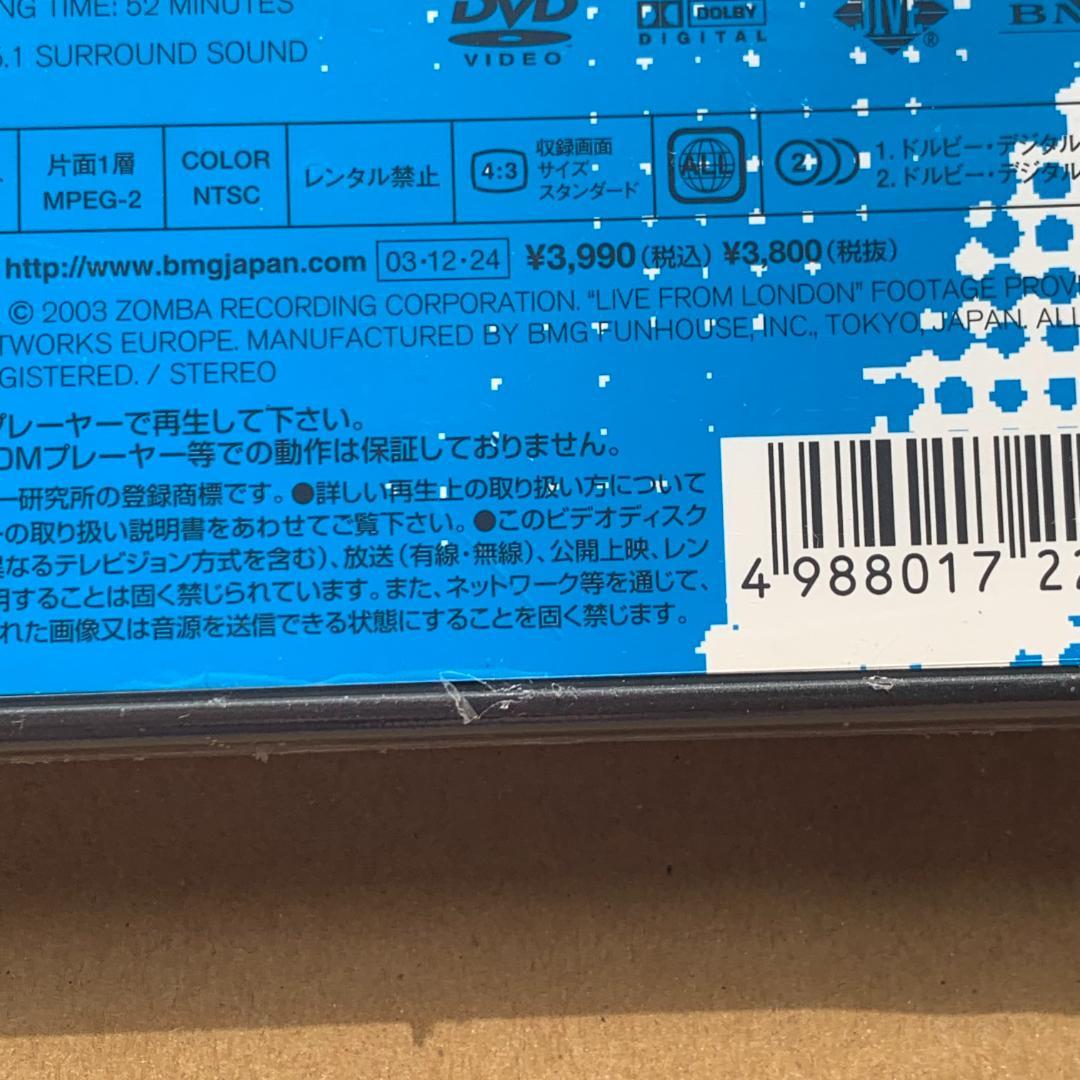 NG TIME: 52 MINUTES
5.1 SURROUND SOUND
DVD
VIDEO
DOLBY
DIGITAL
JIVE
®
片面1層
MPEG-2
COLOR
NTSC
レンタル禁止
4:3
収録画面
サイズ
スタンダード
ALL
2
1. ドルビー・デジタル
2. ドルビー・デジタル
http://www.bmgjapan.com 03・12・24 ¥3,990(税込) ¥3,800(税抜)
© 2003 ZOMBA RECORDING CORPORATION. "LIVE FROM LONDON" FOOTAGE PROV
TWORKS EUROPE. MANUFACTURED BY BMG FUNHOUSE, INC., TOKYO, JAPAN. ALL
GISTERED. / STEREO
プレーヤーで再生して下さい。
OMプレーヤー等での動作は保証しておりません。
ー研究所の登録商標です。●詳しい再生上の取り扱い方について
の取り扱い説明書をあわせてご覧下さい。●このビデオディスク
なるテレビジョン方式を含む)、放送(有線・無線)、公開上映、レン
用することは固く禁じられています。また、ネットワーク等を通じて、
れた画像又は音源を送信できる状態にすることを固く禁じます。
4 988017 22